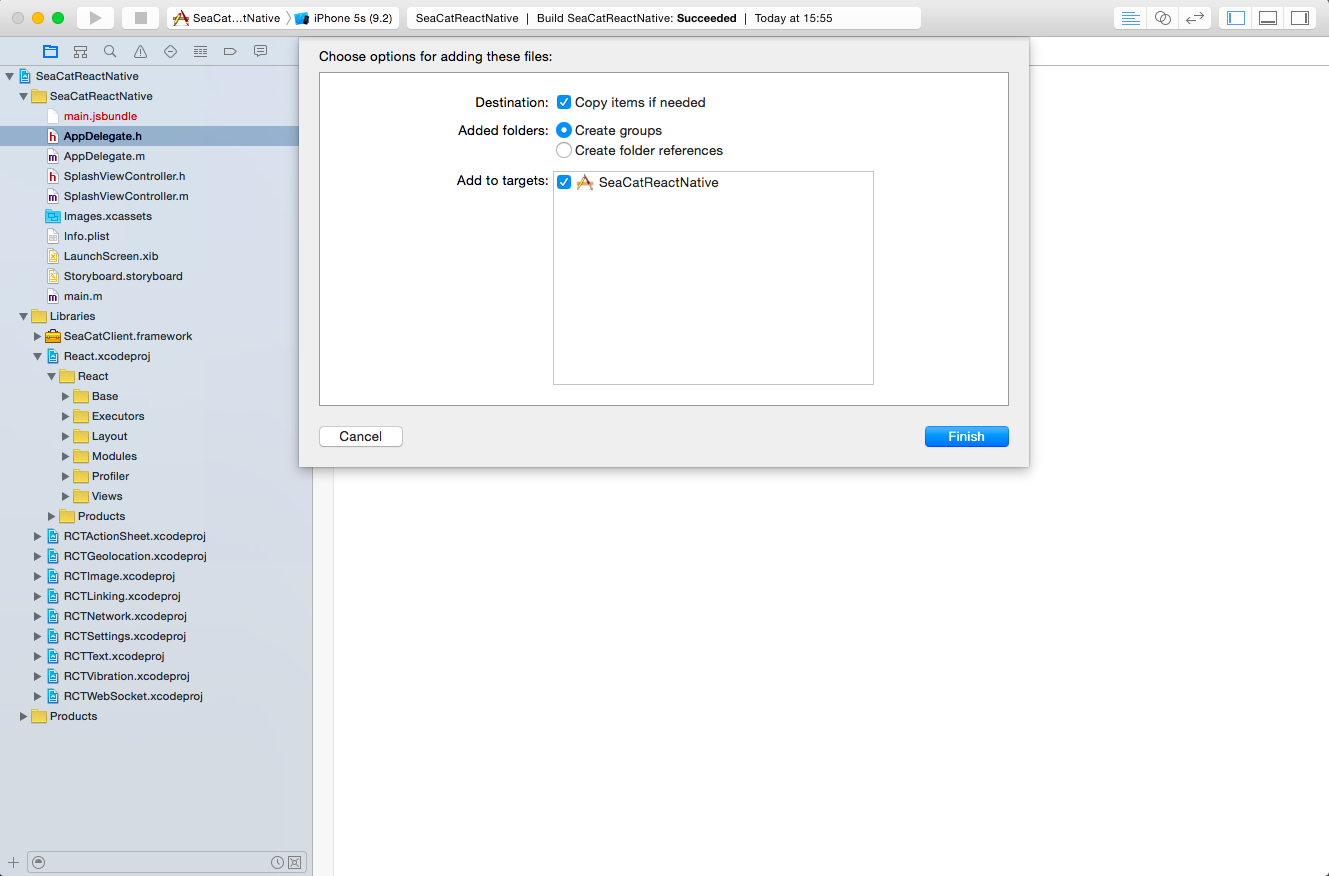 SeaCat...tNative
iPhone 5s (9.2)
SeaCatReactNative | Build SeaCatReactNative: Succeeded | Today at 15:55
SeaCatReactNative
SeaCatReactNative
main.jsbundle
AppDelegate.h
AppDelegate.m
SplashViewController.h
SplashViewController.m
Images.xcassets
Info.plist
LaunchScreen.xib
Storyboard.storyboard
main.m
Libraries
SeaCatClient.framework
React.xcodeproj
React
Base
Executors
Layout
Modules
Profiler
Views
Products
RCTActionSheet.xcodeproj
RCTGeolocation.xcodeproj
RCTImage.xcodeproj
RCTLinking.xcodeproj
RCTNetwork.xcodeproj
RCTSettings.xcodeproj
RCTText.xcodeproj
RCTVibration.xcodeproj
RCTWebSocket.xcodeproj
Products
Choose options for adding these files:
Destination: Copy items if needed
Added folders: Create groups
Create folder references
Add to targets: SeaCatReactNative
Cancel
Finish